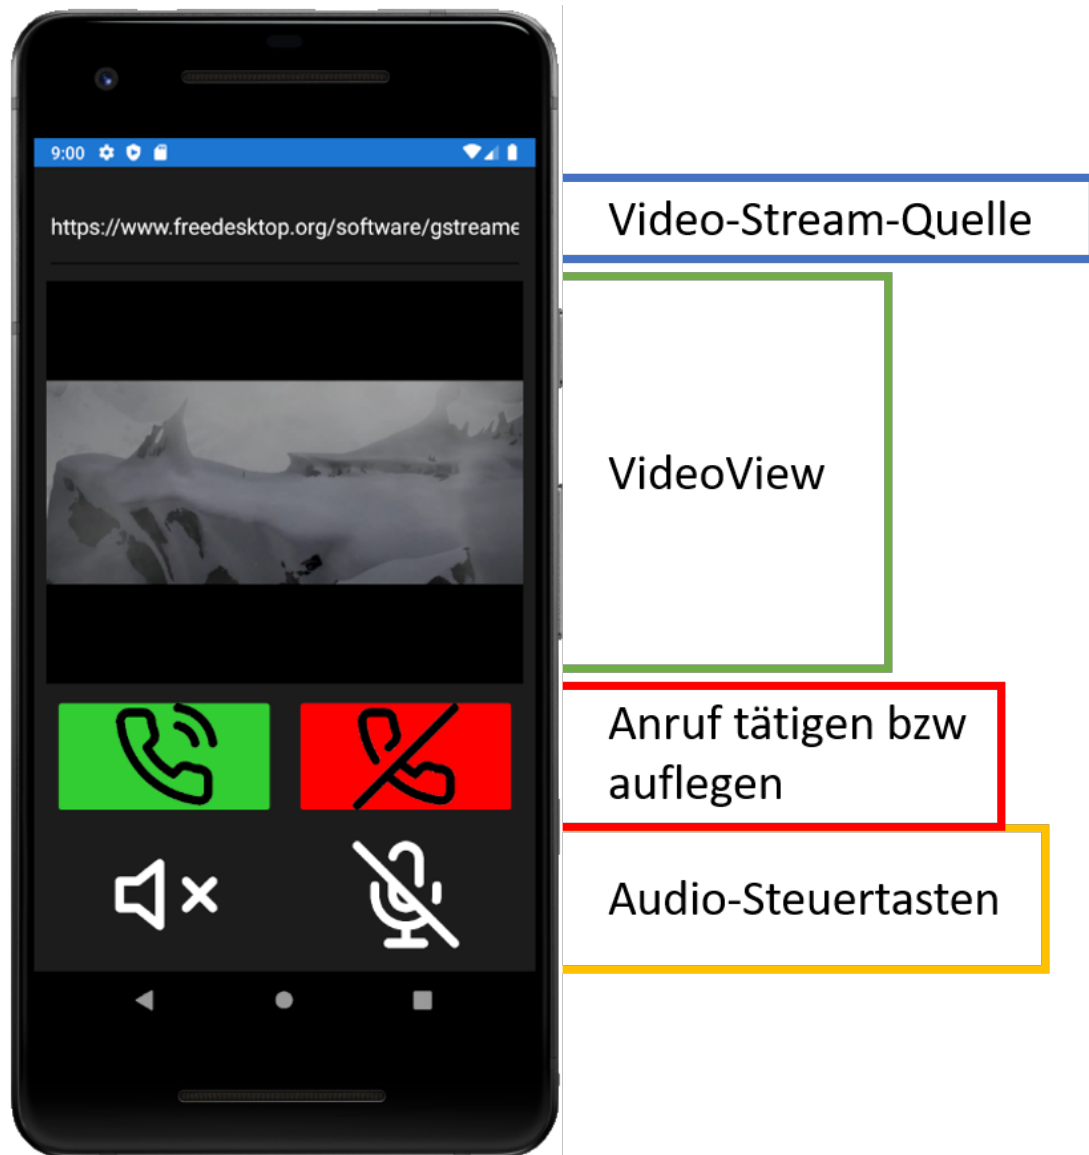 9:00
https://www.freedesktop.org/software/gstreame
Video-Stream-Quelle
VideoView
Anruf tätigen bzw
auflegen
Audio-Steuertasten